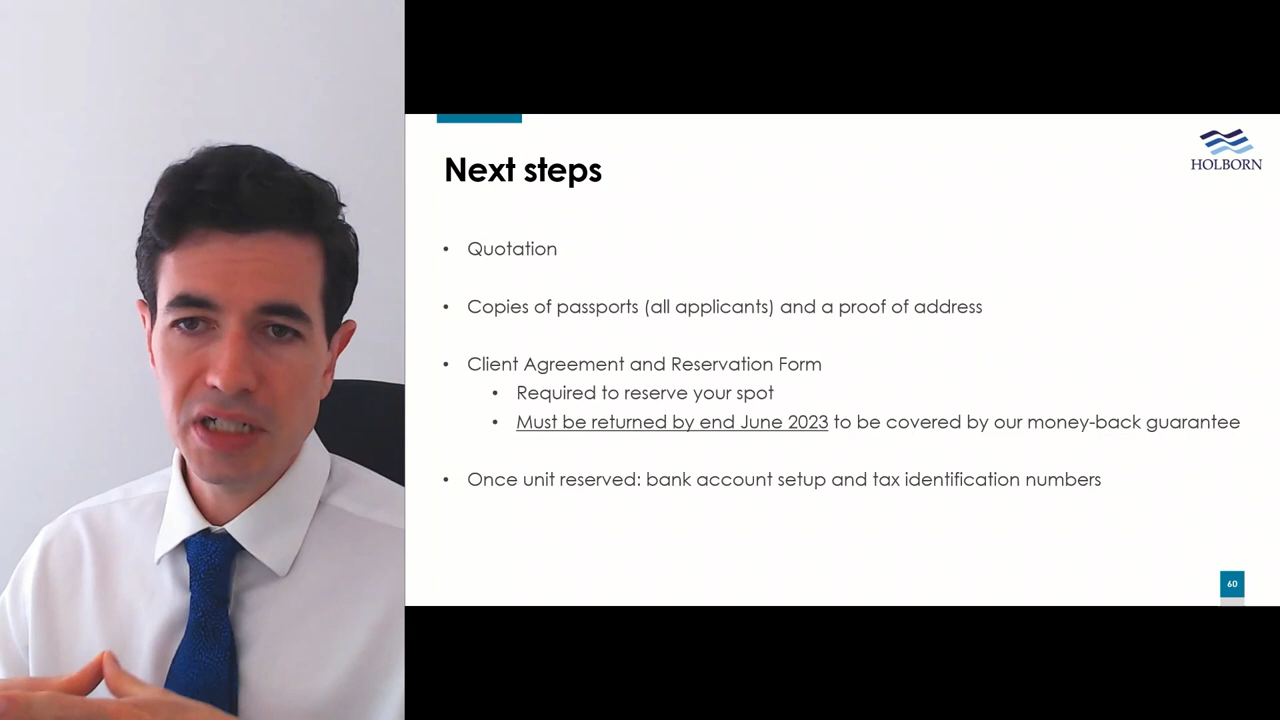 HOLBORN
Next steps
• Quotation
• Copies of passports (all applicants) and a proof of address
• Client Agreement and Reservation Form
• Required to reserve your spot
• Must be returned by end June 2023 to be covered by our money-back guarantee
• Once unit reserved: bank account setup and tax identification numbers
60